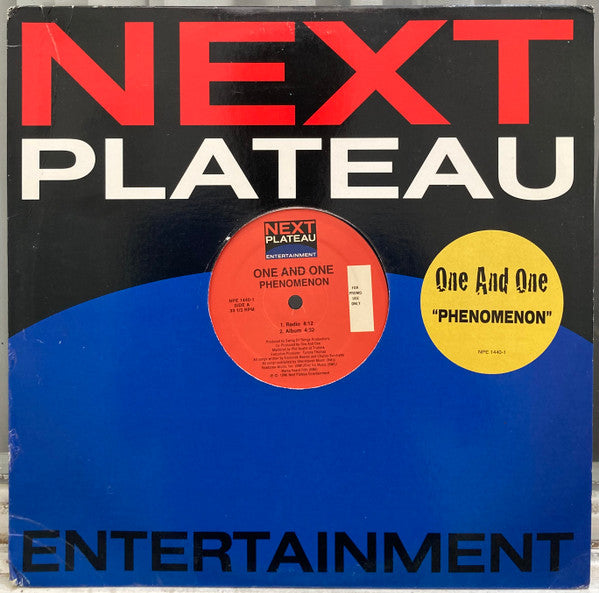 NEXT
PLATEAU
NEXT
PLATEAU
ENTERTAINMENT
ONE AND ONE
PHENOMENON
NPE 1440-1
SIDE A
33 1/3 RPM
FOR
PROMO
USE
ONLY
1. Radio 4:12
2. Album 4:32
One And One
"PHENOMENON"
NPE 1440-1
ENTERTAINMENT